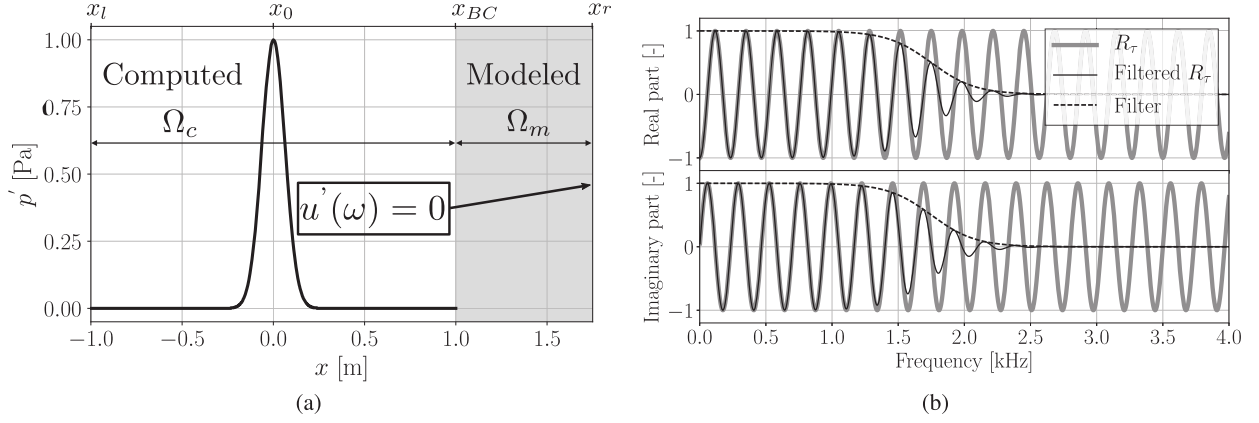 x_l x_0 x_BC x_r
1.00
0.75
0.50
0.25
0.00
p' [Pa]
Computed
Ω_c
Modeled
Ω_m
u'(ω) = 0
−1.0 −0.5 0.0 0.5 1.0 1.5
x [m]
(a)
Real part [-]
1
0
−1
R_τ
Filtered R_τ
Filter
Imaginary part [-]
1
0
−1
0.0 0.5 1.0 1.5 2.0 2.5 3.0 3.5 4.0
Frequency [kHz]
(b)